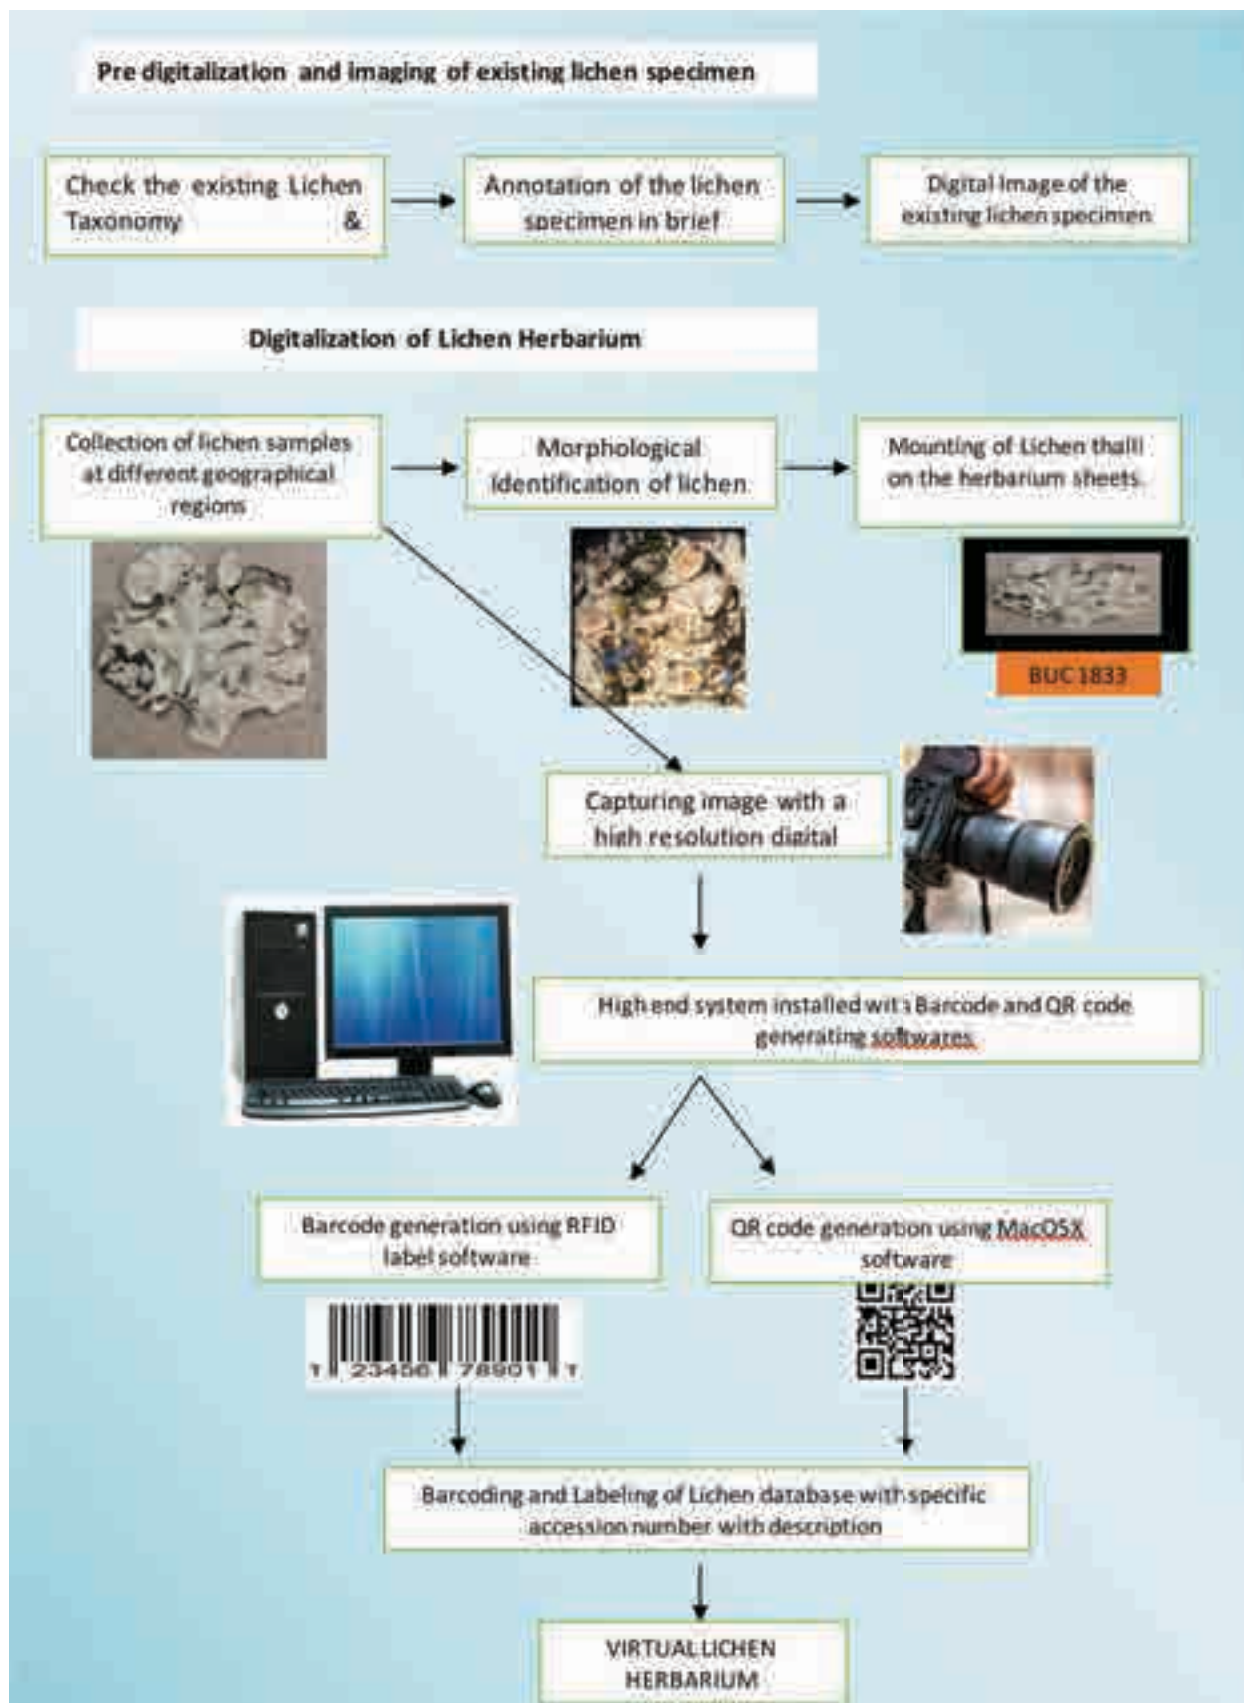 Pre digitalization and imaging of existing lichen specimen
Check the existing Lichen
Taxonomy &
Annotation of the lichen
specimen in brief
Digital Image of the
existing lichen specimen
Digitalization of Lichen Herbarium
Collection of lichen samples
at different geographical
regions
Morphological
Identification of lichen
Mounting of Lichen thalli
on the herbarium sheets.
BUC 1833
Capturing image with a
high resolution digital
High end system installed with Barcode and QR code
generating softwares
Barcode generation using RFID
label software
QR code generation using MacOSX
software
1 23456 78901 1
Barcoding and Labeling of Lichen database with specific
accession number with description
VIRTUAL LICHEN
HERBARIUM